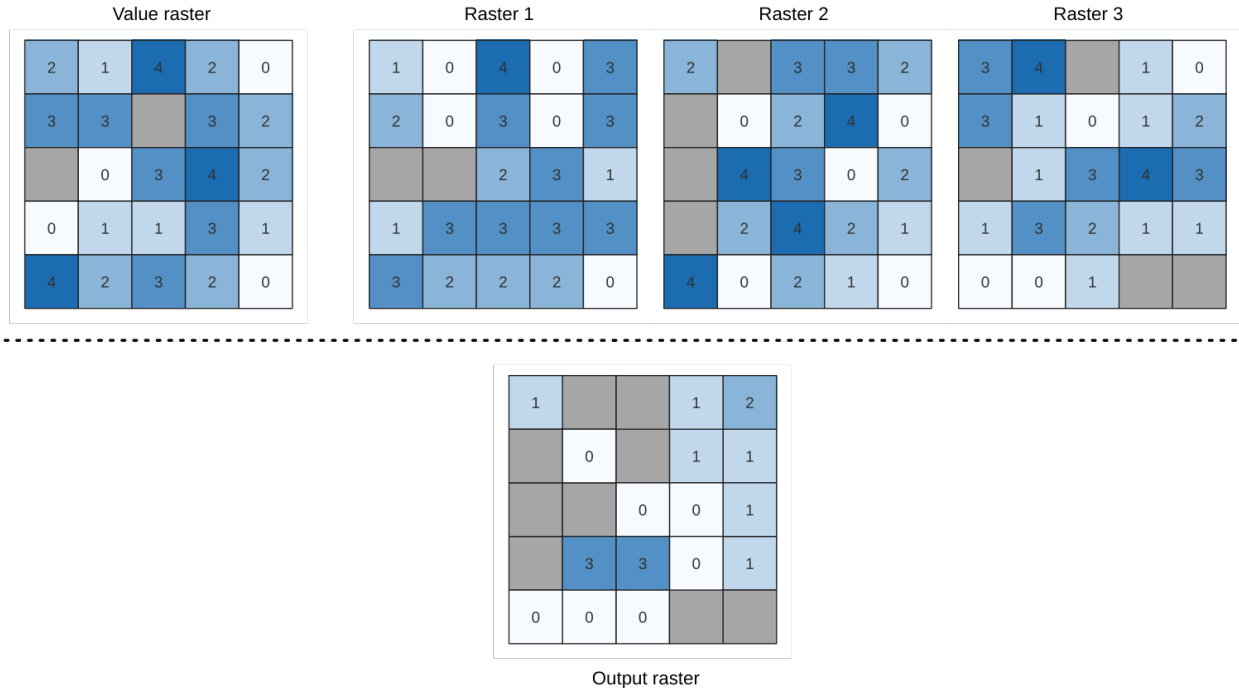 Value raster Raster 1 Raster 2 Raster 3
2 1 4 2 0 1 0 4 0 3 2 3 3 2 3 4 1 0
3 3 3 2 2 0 3 0 3 0 2 4 0 3 1 0 1 2
0 3 4 2 2 3 1 4 3 0 2 1 3 4 3
0 1 1 3 1 1 3 3 3 3 2 4 2 1 1 3 2 1 1
4 2 3 2 0 3 2 2 2 0 4 0 2 1 0 0 0 1
1 1 2
0 1 1
0 0 1
3 3 0 1
0 0 0
Output raster